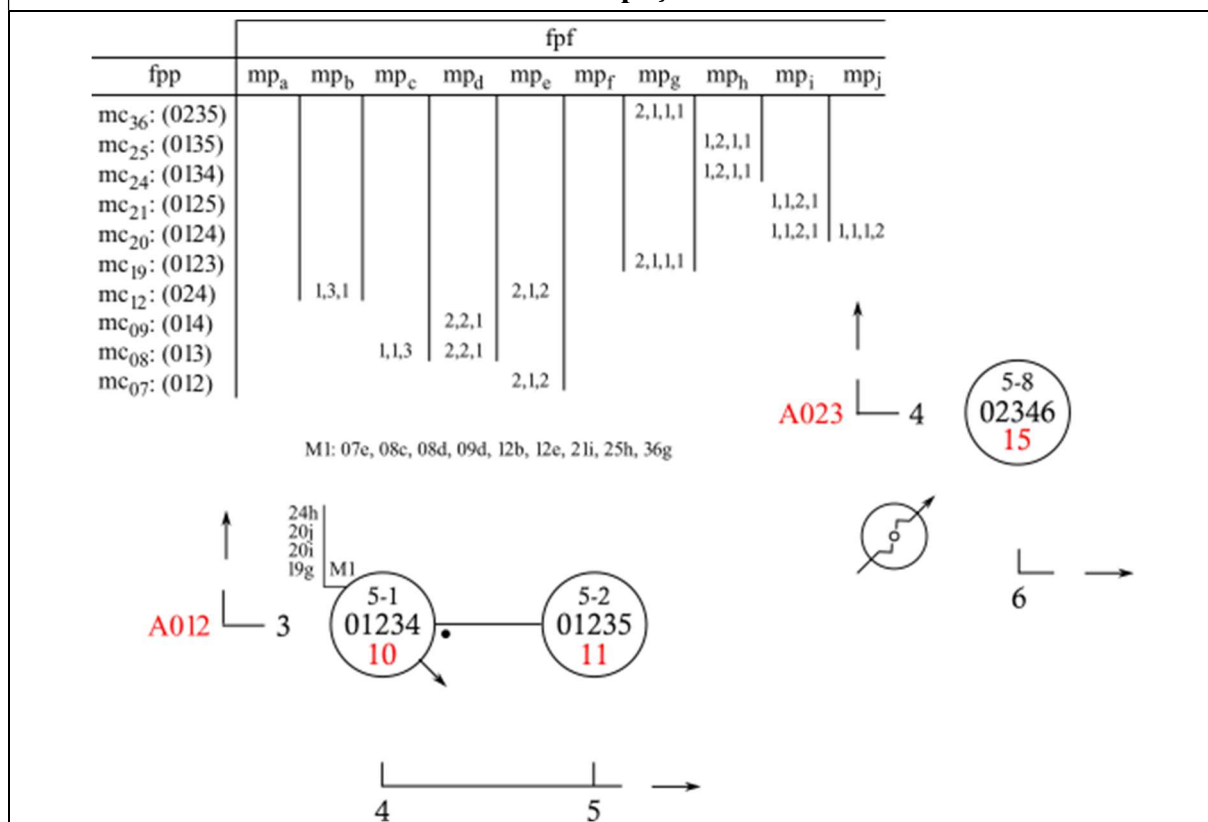 fpf
fpp mpa mpb mpc mpd mpe mpf mpg mph mpi mpj
mc36: (0235) 2,1,1,1
mc25: (0135) 1,2,1,1
mc24: (0134) 1,2,1,1
mc21: (0125) 1,1,2,1
mc20: (0124) 1,1,2,1 1,1,1,2
mc19: (0123) 2,1,1,1
mc12: (024) 1,3,1 2,1,2
mc09: (014) 2,2,1
mc08: (013) 1,1,3 2,2,1
mc07: (012) 2,1,2
A023 4
5-8
02346
15
M1: 07e, 08c, 08d, 09d, 12b, 12e, 21i, 25h, 36g
6
24h
20j
20i
19g M1
A012 3
5-1
01234
10
5-2
01235
11
4 5